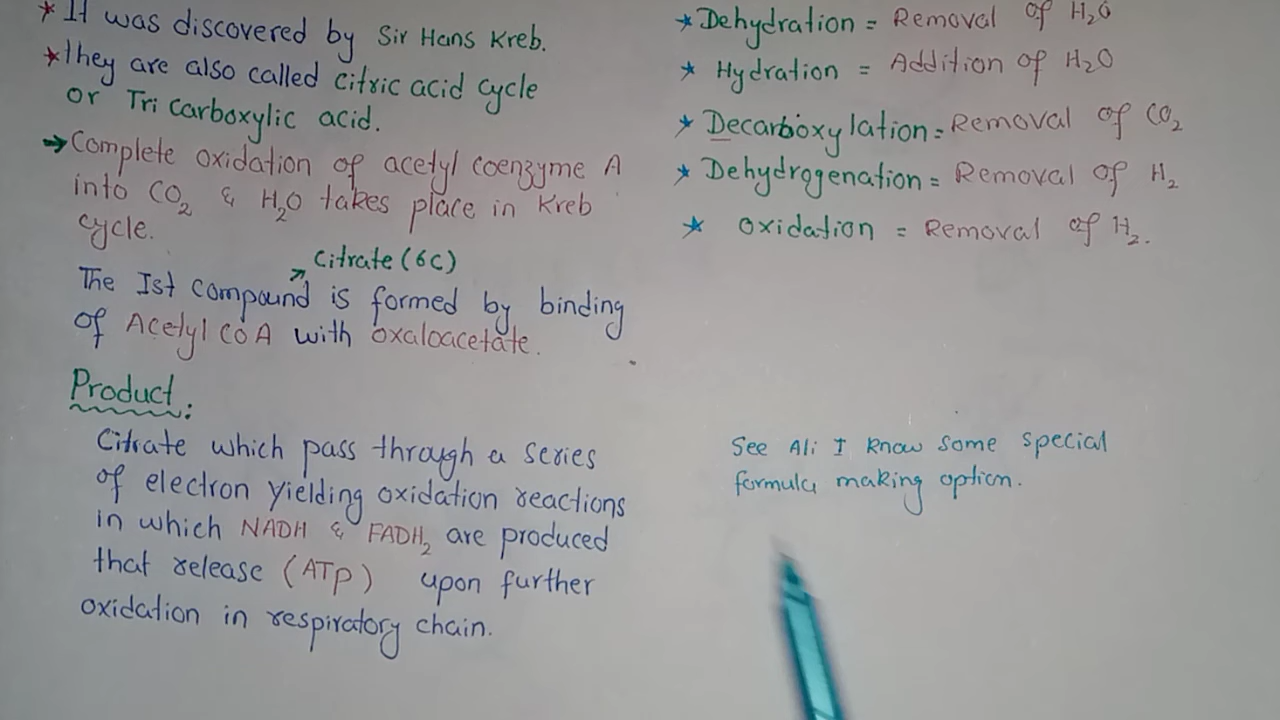 * It was discovered by Sir Hans Kreb.
* They are also called Citric acid cycle
or Tri carboxylic acid.
→ Complete oxidation of acetyl coenzyme A
into CO₂ & H₂O takes place in Kreb
cycle.
Citrate (6C)
The Ist compound is formed by binding
of Acetyl CoA with oxaloacetate.
Product:
Citrate which pass through a series
of electron yielding oxidation reactions
in which NADH & FADH₂ are produced
that release (ATP) upon further
oxidation in respiratory chain.
* Dehydration = Removal of H₂O
* Hydration = Addition of H₂O
* Decarboxylation = Removal of CO₂
* Dehydrogenation = Removal of H₂
* Oxidation = Removal of H₂.
See Ali I know some special
formula making option.